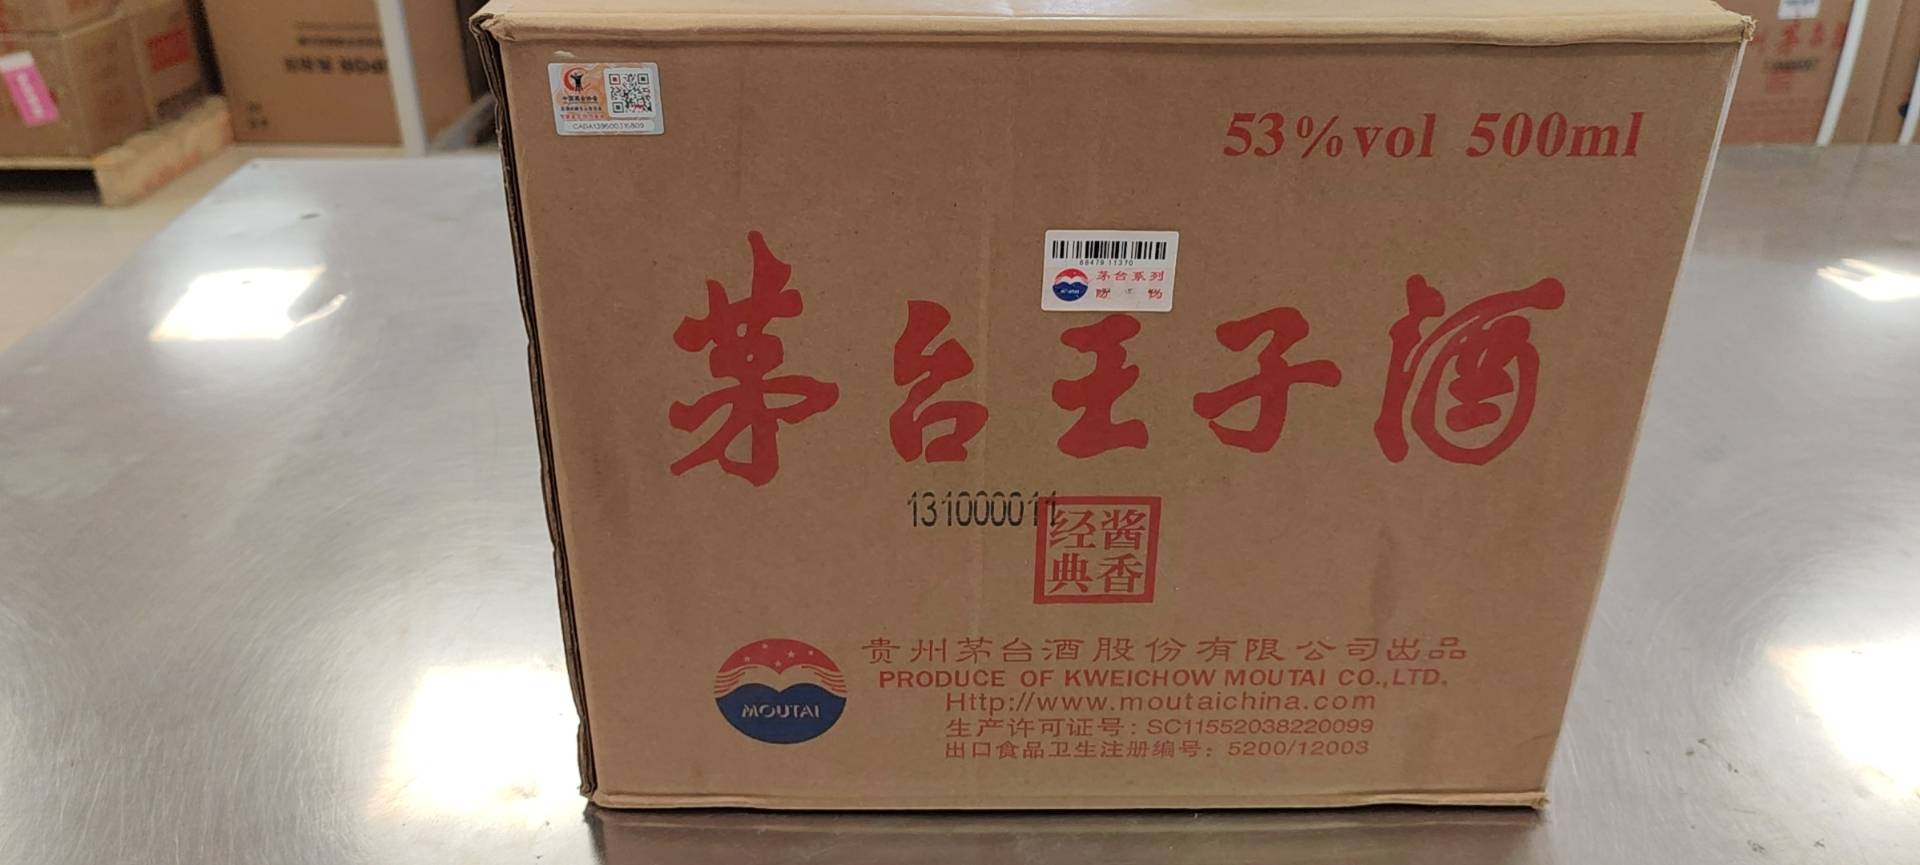 CABA139600316809
53%vol 500ml
68479 11370
茅台系列
茅台王子酒
131000011
酱香
经典
MOUTAI
贵州茅台酒股份有限公司出品
PRODUCE OF KWEICHOW MOUTAI CO.,LTD.
Http://www.moutaichina.com
生产许可证号：SC11552038220099
出口食品卫生注册编号：5200/12003